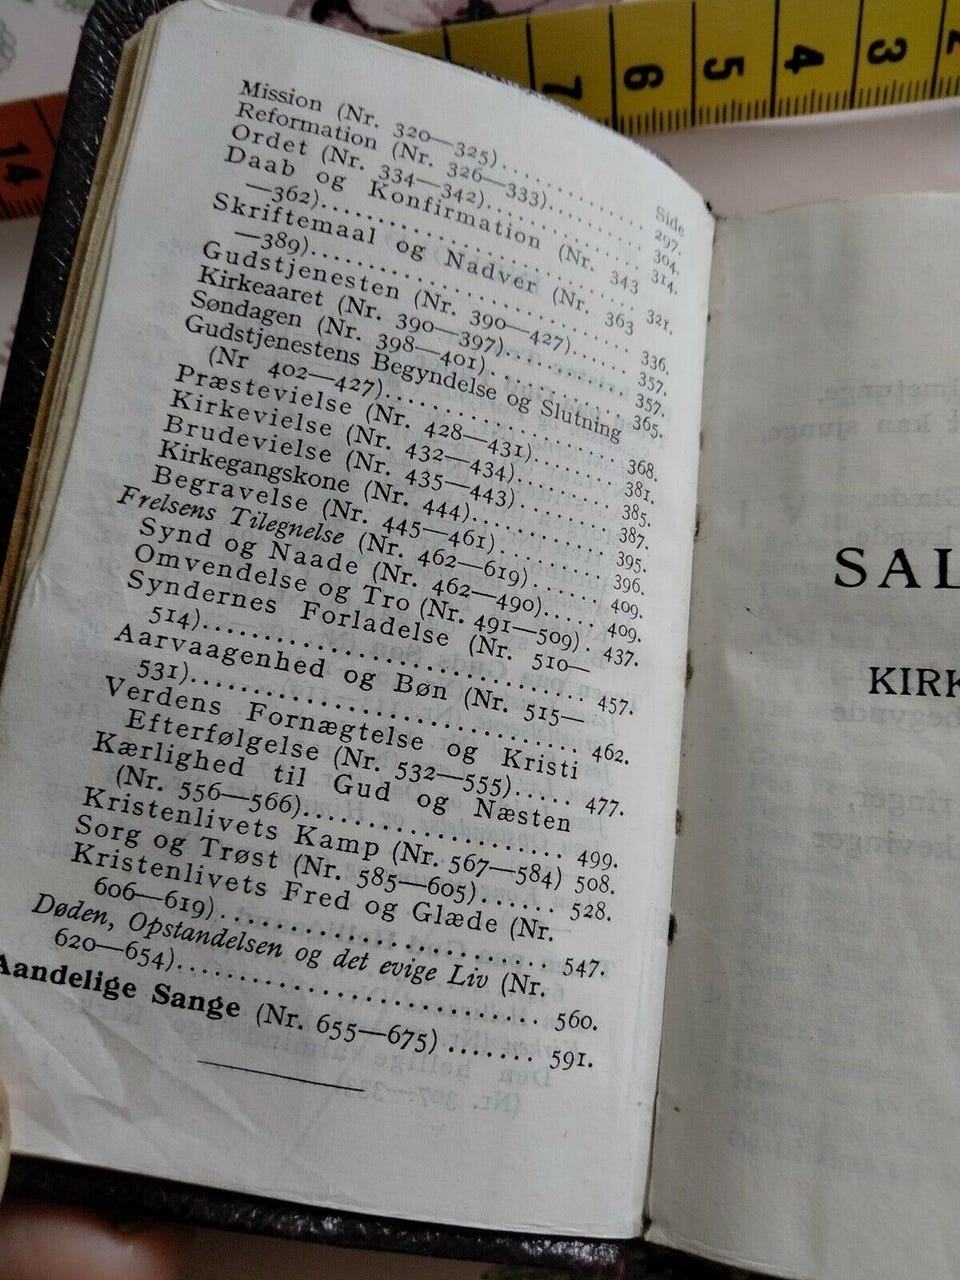 Side
Mission (Nr. 320—325)............ 297.
Reformation (Nr. 326—333)........ 304.
Ordet (Nr. 334—342).............. 314.
Daab og Konfirmation (Nr. 343
—362)............ 321.
Skriftemaal og Nadver (Nr. 363
—389)............ 336.
Gudstjenesten (Nr. 390—427)...... 357.
Kirkeaaret (Nr. 390—397)......... 357.
Søndagen (Nr. 398—401)........... 365.
Gudstjenestens Begyndelse og Slutning
(Nr 402—427)............ 368.
Præstevielse (Nr. 428—431)....... 381.
Kirkevielse (Nr. 432—434)........ 385.
Brudevielse (Nr. 435—443)........ 387.
Kirkegangskone (Nr. 444)......... 395.
Begravelse (Nr. 445—461)......... 396.
Frelsens Tilegnelse (Nr. 462—619). 409.
Synd og Naade (Nr. 462—490)..... 409.
Omvendelse og Tro (Nr. 491—509) . 437.
Syndernes Forladelse (Nr. 510—
514)............ 457.
Aarvaagenhed og Bøn (Nr. 515—
531)............ 462.
Verdens Fornægtelse og Kristi
Efterfølgelse (Nr. 532—555)..... 477.
Kærlighed til Gud og Næsten
(Nr. 556—566)............ 499.
Kristenlivets Kamp (Nr. 567—584) 508.
Sorg og Trøst (Nr. 585—605)...... 528.
Kristenlivets Fred og Glæde (Nr.
606—619)............ 547.
Døden, Opstandelsen og det evige Liv (Nr.
620—654)............ 560.
Aandelige Sange (Nr. 655—675) ....... 591.
SAL
KIRK
14
7 6 5 4 3 2